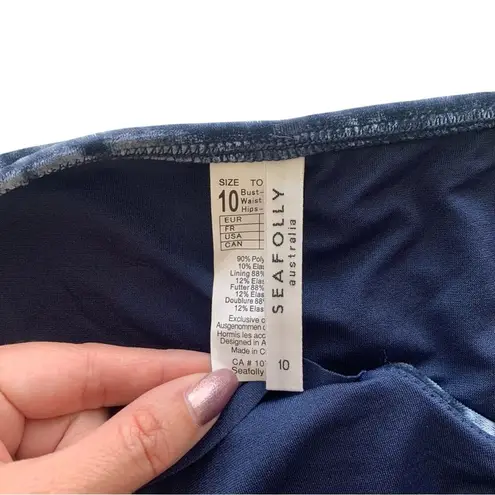 SIZE TO
10 Bust-
Waist
Hips-
EUR
FR
USA
CAN
90% Poly
10% Elas
Lining 88%
12% Elas
Futter 88%
12% Elas
Doublure 88%
12% Elas
Exclusive o
Ausgenommen
Hormis les acc
Designed in A
Made in C
CA # 10
Seafolly
SEAFOLLY
australia
10